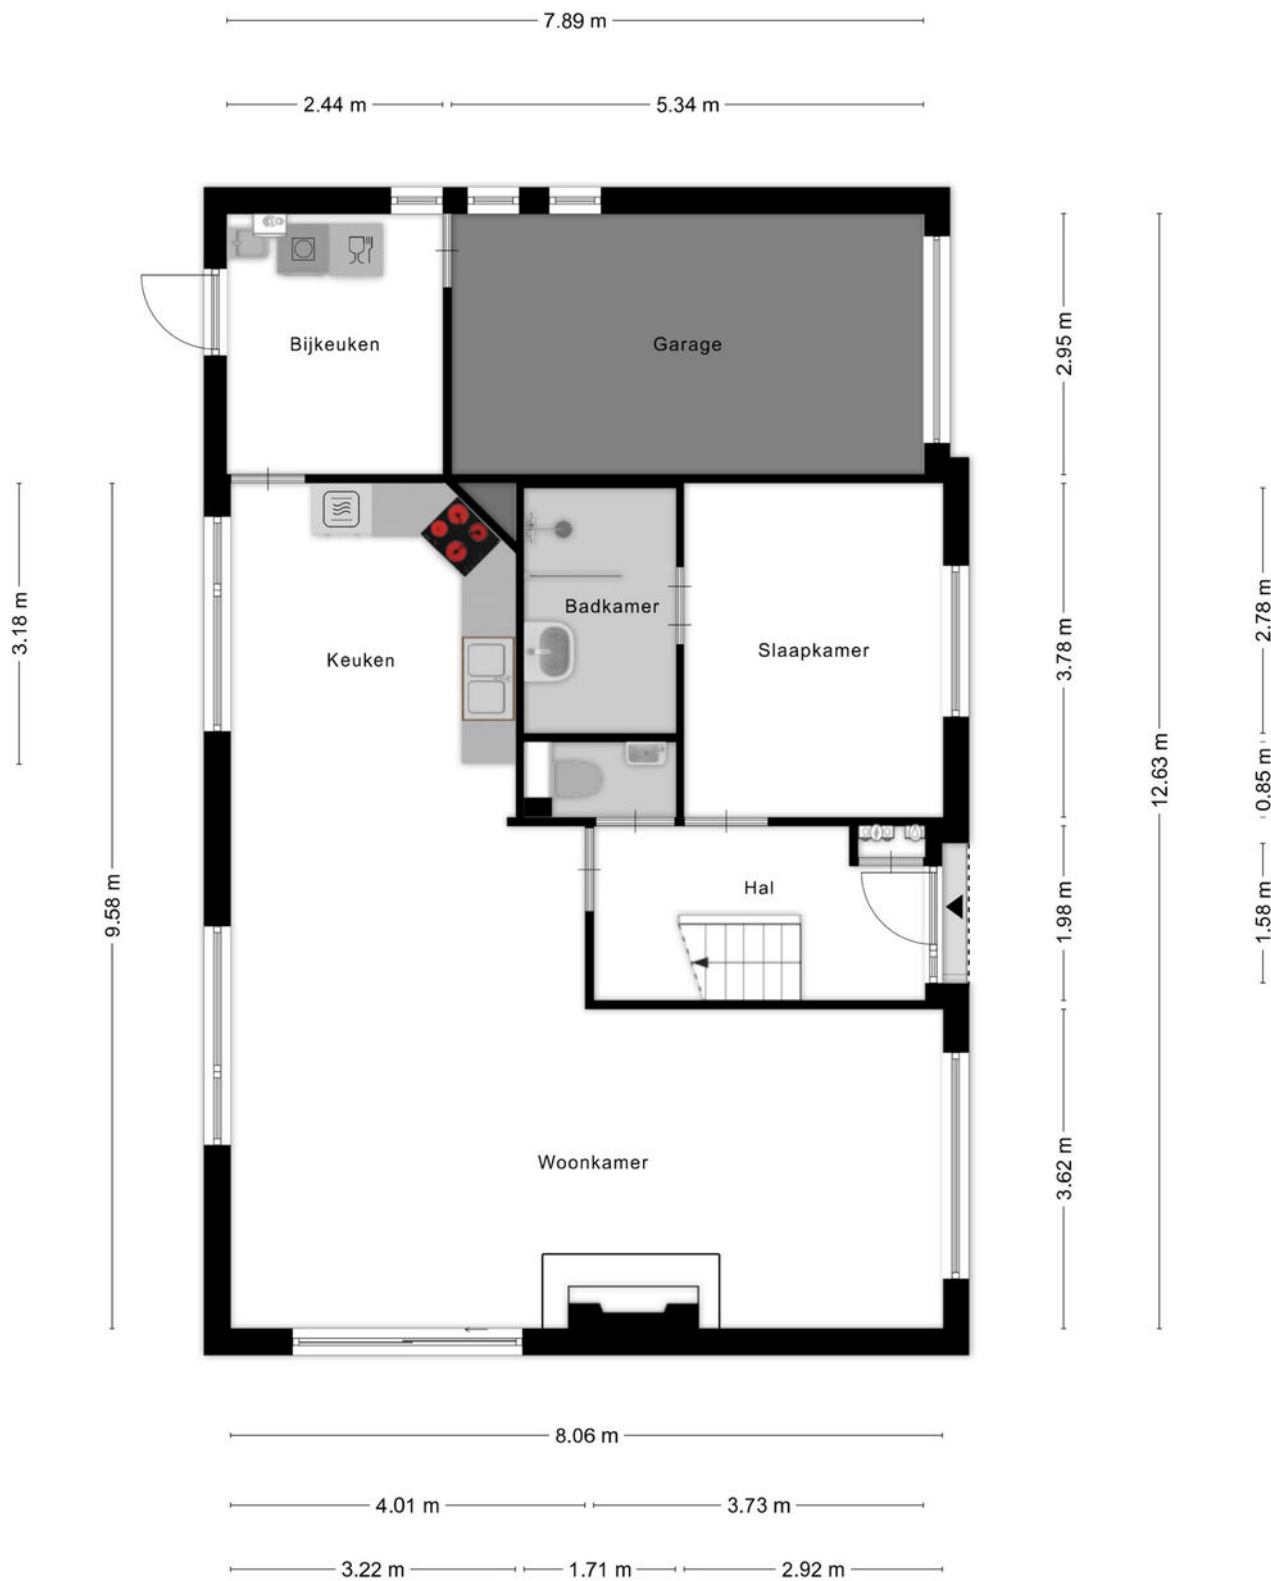 7.89 m
2.44 m
5.34 m
Bijkeuken
Garage
2.95 m
3.18 m
Keuken
Badkamer
Slaapkamer
3.78 m
2.78 m
12.63 m
0.85 m
9.58 m
Hal
1.98 m
1.58 m
Woonkamer
3.62 m
8.06 m
4.01 m
3.73 m
3.22 m
1.71 m
2.92 m